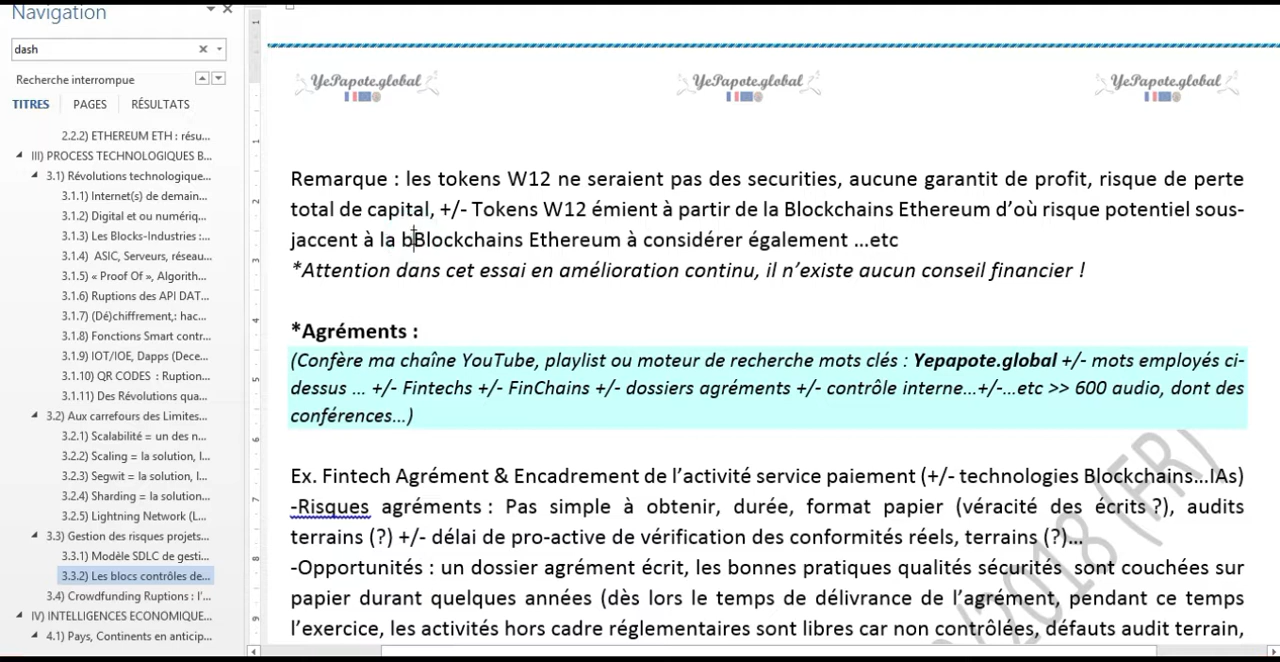 Navigation
dash
Recherche interrompue
TITRES PAGES RÉSULTATS
2.2.2) ETHEREUM ETH : résu...
III) PROCESS TECHNOLOGIQUES B...
3.1) Révolutions technologique...
3.1.1) Internet(s) de demain...
3.1.2) Digital et ou numériq...
3.1.3) Les Blocks-Industries :...
3.1.4) ASIC, Serveurs, réseau...
3.1.5) « Proof Of », Algorith...
3.1.6) Ruptions des API DAT...
3.1.7) (Dé)chiffrement,: hac...
3.1.8) Fonctions Smart contr...
3.1.9) IOT/IOE, Dapps (Dece...
3.1.10) QR CODES : Ruption...
3.1.11) Des Révolutions qua...
3.2) Aux carrefours des Limites...
3.2.1) Scalabilité = un des n...
3.2.2) Scaling = la solution, l...
3.2.3) Segwit = la solution, l...
3.2.4) Sharding = la solution...
3.2.5) Lightning Network (L...
3.3) Gestion des risques projets...
3.3.1) Modèle SDLC de gesti...
3.3.2) Les blocs contrôles de...
3.4) Crowdfunding Ruptions : l'...
IV) INTELLIGENCES ECONOMIQUE...
4.1) Pays, Continents en anticip...
YePapote.global YePapote.global YePapote.global
Remarque : les tokens W12 ne seraient pas des securities, aucune garantit de profit, risque de perte
total de capital, +/- Tokens W12 émient à partir de la Blockchains Ethereum d’où risque potentiel sous-
jaccent à la bBlockchains Ethereum à considérer également …etc
*Attention dans cet essai en amélioration continu, il n’existe aucun conseil financier !
*Agréments :
(Confère ma chaîne YouTube, playlist ou moteur de recherche mots clés : Yepapote.global +/- mots employés ci-
dessus … +/- Fintechs +/- FinChains +/- dossiers agréments +/- contrôle interne…+/-…etc >> 600 audio, dont des
conférences…)
Ex. Fintech Agrément & Encadrement de l’activité service paiement (+/- technologies Blockchains…IAs)
-Risques agréments : Pas simple à obtenir, durée, format papier (véracité des écrits ?), audits
terrains (?) +/- délai de pro-active de vérification des conformités réels, terrains (?)…
-Opportunités : un dossier agrément écrit, les bonnes pratiques qualités sécurités sont couchées sur
papier durant quelques années (dès lors le temps de délivrance de l’agrément, pendant ce temps
l’exercice, les activités hors cadre réglementaires sont libres car non contrôlées, défauts audit terrain,
/2018 (FR)